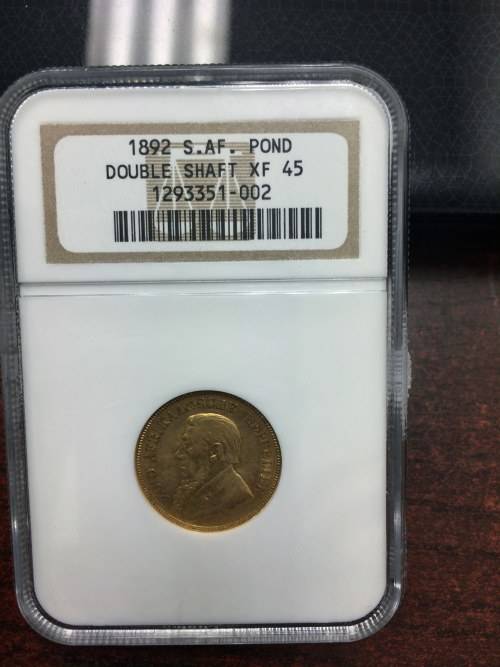 1892 S.AF. POND
DOUBLE SHAFT XF 45
1293351-002